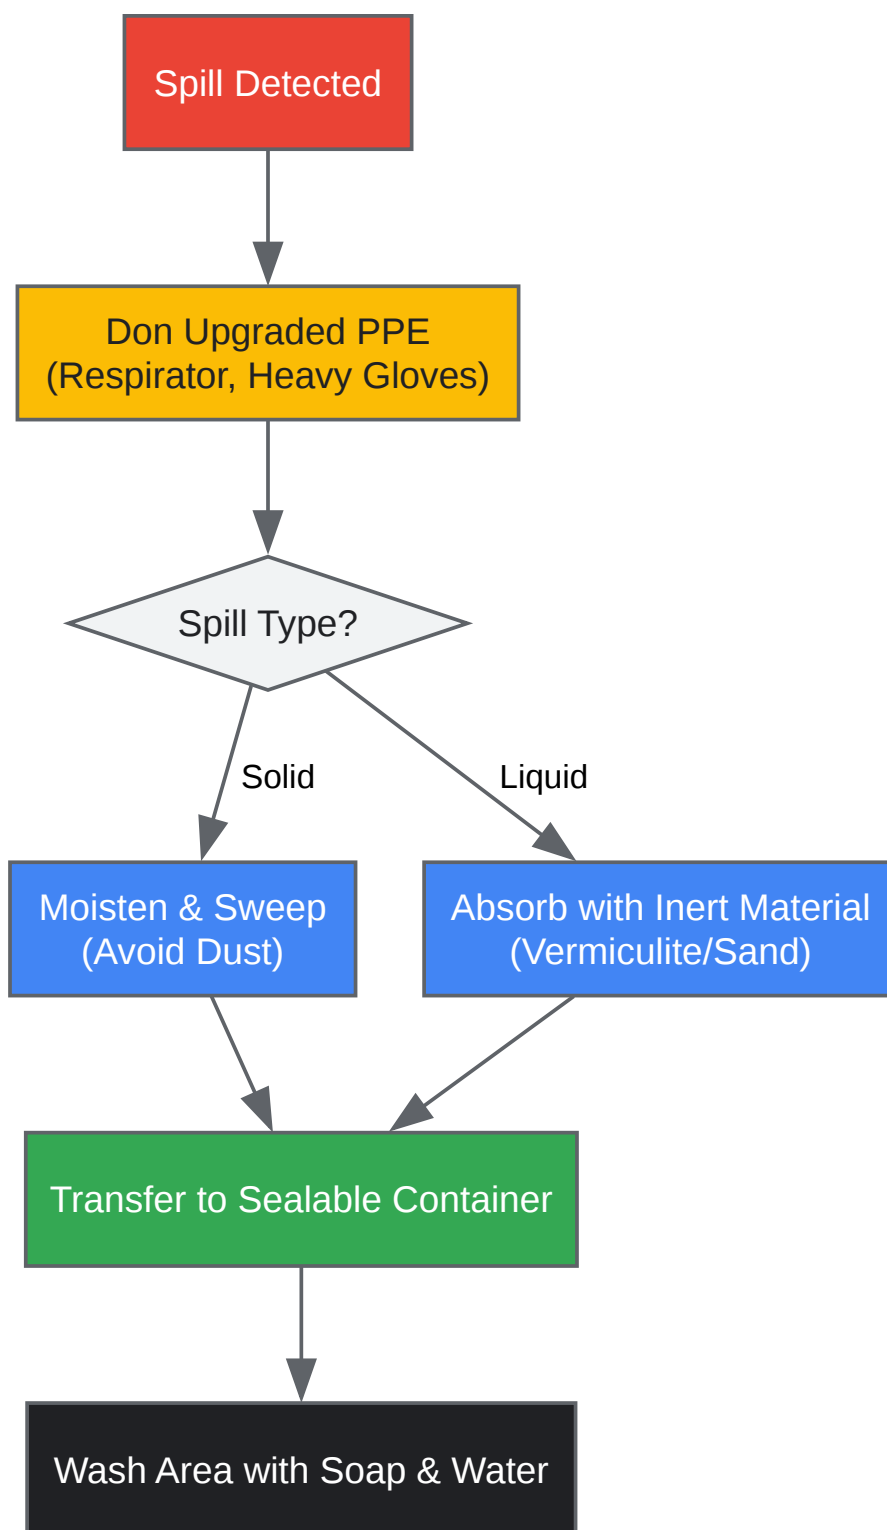 Spill Detected
Don Upgraded PPE
(Respirator, Heavy Gloves)
Spill Type?
Solid
Liquid
Moisten & Sweep
(Avoid Dust)
Absorb with Inert Material
(Vermiculite/Sand)
Transfer to Sealable Container
Wash Area with Soap & Water